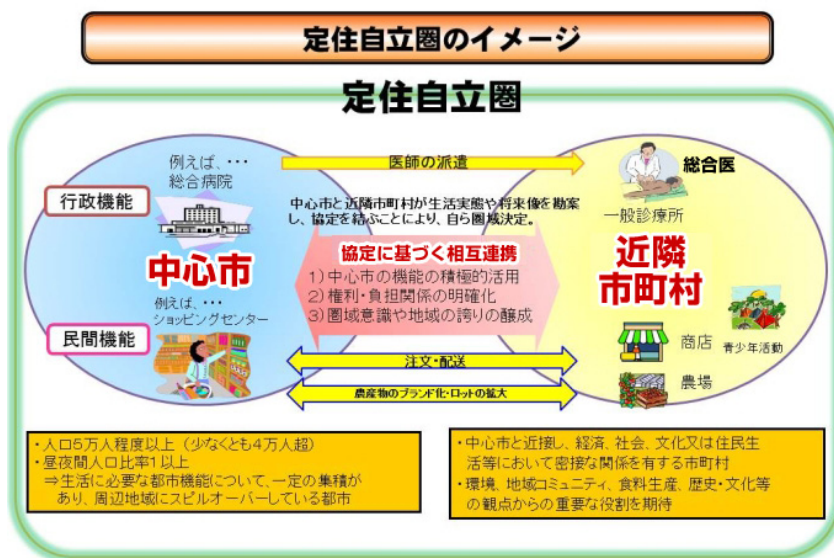 定住自立圏のイメージ
定住自立圏
例えば、・・・
総合病院
行政機能
中心市
例えば、・・・
ショッピングセンター
民間機能
医師の派遣
中心市と近隣市町村が生活実態や将来像を勘案
し、協定を結ぶことにより、自ら圏域決定。
協定に基づく相互連携
1)中心市の機能の積極的活用
2)権利・負担関係の明確化
3)圏域意識や地域の誇りの醸成
注文・配送
農産物のブランド化・ロットの拡大
総合医
一般診療所
近隣
市町村
商店
青少年活動
農場
・人口5万人程度以上(少なくとも4万人超)
・昼夜間人口比率1以上
⇒生活に必要な都市機能について、一定の集積が
あり、周辺地域にスピルオーバーしている都市
・中心市と近接し、経済、社会、文化又は住民生
活等において密接な関係を有する市町村
・環境、地域コミュニティ、食料生産、歴史・文化等
の観点からの重要な役割を期待